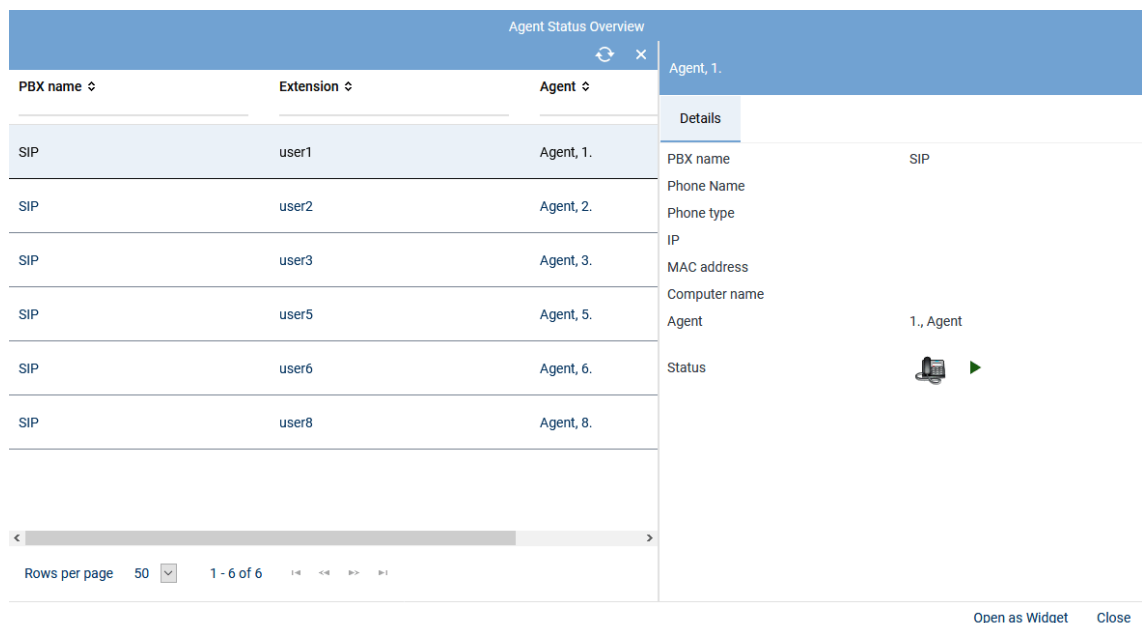 Agent Status Overview
PBX name Extension Agent
SIP user1 Agent, 1.
SIP user2 Agent, 2.
SIP user3 Agent, 3.
SIP user5 Agent, 5.
SIP user6 Agent, 6.
SIP user8 Agent, 8.
Rows per page 50 1 - 6 of 6
Agent, 1.
Details
PBX name SIP
Phone Name
Phone type
IP
MAC address
Computer name
Agent 1., Agent
Status
Open as Widget Close